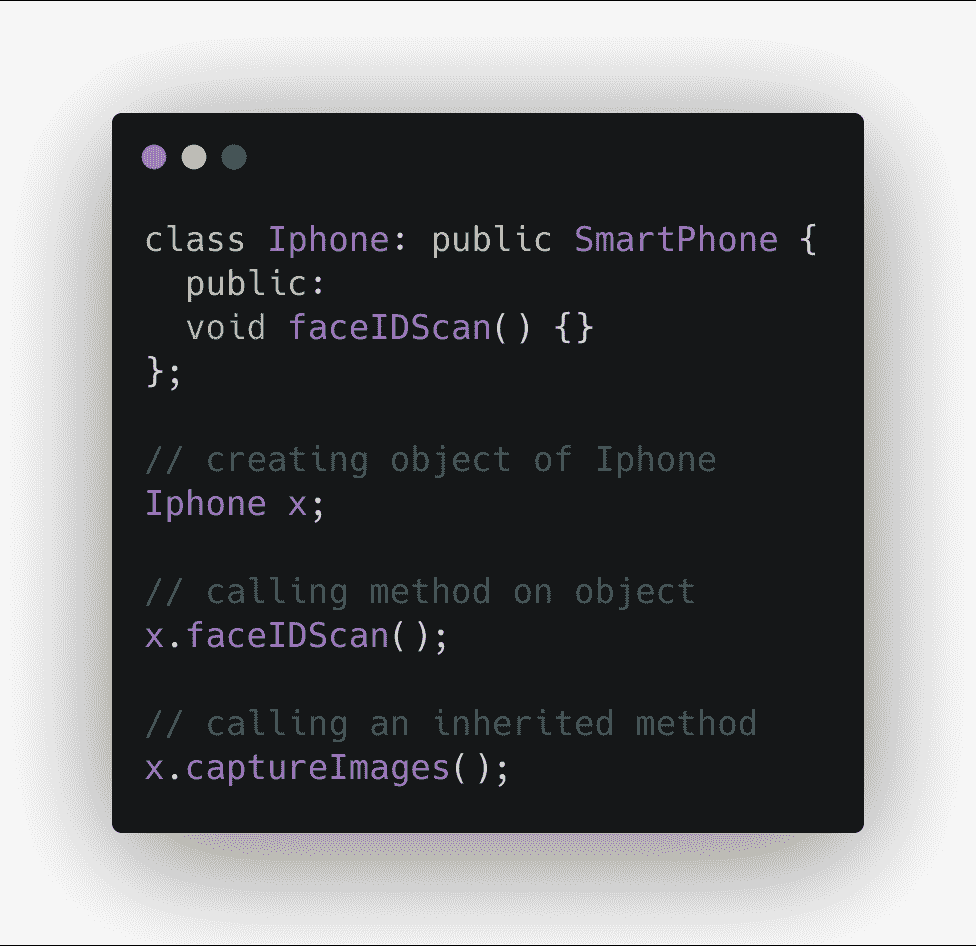 class Iphone: public SmartPhone {
  public:
  void faceIDScan() {}
};

// creating object of Iphone
Iphone x;

// calling method on object
x.faceIDScan();

// calling an inherited method
x.captureImages();